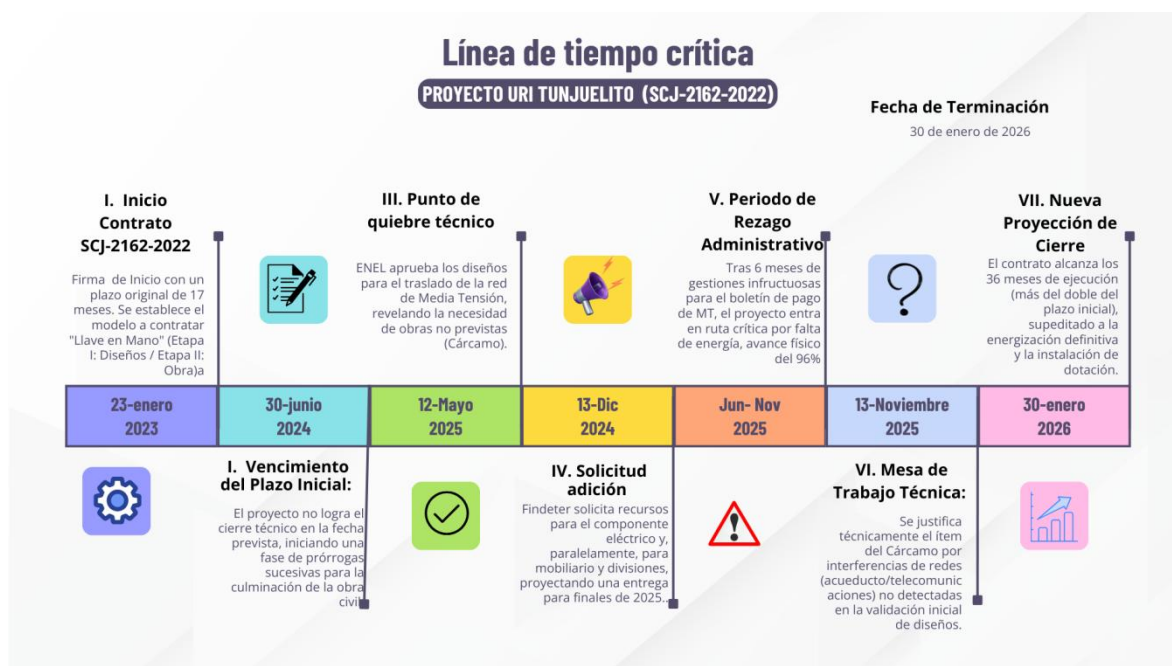 Línea de tiempo crítica
PROYECTO URI TUNJUELITO (SCJ-2162-2022)
Fecha de Terminación
30 de enero de 2026
I. Inicio
Contrato
SCJ-2162-2022
Firma de Inicio con un
plazo original de 17
meses. Se establece el
modelo a contratar
"Llave en Mano" (Etapa
I: Diseños / Etapa II:
Obra)a
III. Punto de
quiebre técnico
ENEL aprueba los diseños
para el traslado de la red
de Media Tensión,
revelando la necesidad
de obras no previstas
(Cárcamo).
V. Periodo de
Rezago
Administrativo
Tras 6 meses de
gestiones infructuosas
para el boletín de pago
de MT, el proyecto entra
en ruta crítica por falta
de energía, avance físico
del 96%
VII. Nueva
Proyección de
Cierre
El contrato alcanza los
36 meses de ejecución
(más del doble del
plazo inicial),
supeditado a la
energización definitiva
y la instalación de
dotación.
23-enero
2023
30-junio
2024
12-Mayo
2025
13-Dic
2024
Jun- Nov
2025
13-Noviembre
2025
30-enero
2026
I. Vencimiento
del Plazo Inicial:
El proyecto no logra el
cierre técnico en la fecha
prevista, iniciando una
fase de prórrogas
sucesivas para la
culminación de la obra
civil.
IV. Solicitud
adición
Findeter solicita recursos
para el componente
eléctrico y,
paralelamente, para
mobiliario y divisiones,
proyectando una entrega
para finales de 2025..
VI. Mesa de
Trabajo Técnica:
Se justifica
técnicamente el ítem
del Cárcamo por
interferencias de redes
(acueducto/telecomunic
aciones) no detectadas
en la validación inicial
de diseños.